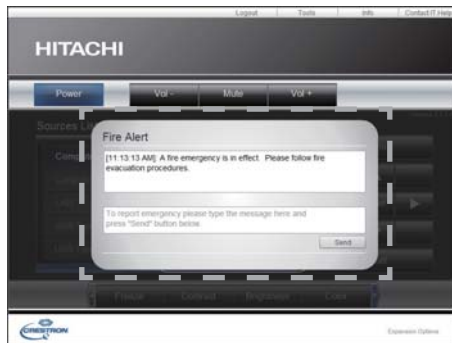 Logout Tools Info Contact IT Help
HITACHI
Power Vol - Mute Vol +
Sources List
Fire Alert
[11:13:13 AM] A fire emergency is in effect. Please follow fire
evacuation procedures.
To report emergency please type the message here and
press "Send" button below.
Send
Freeze Contrast Brightness Color
CRESTRON
Expansion Options